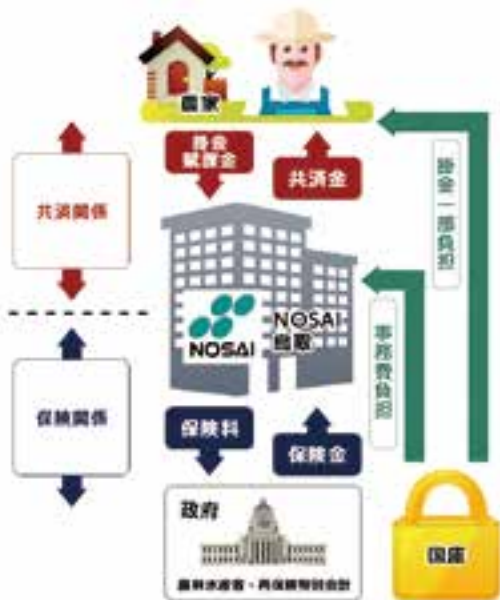 農家
掛金
賦課金
共済金
共済関係
掛金一部負担
NOSAI
NOSAI
鳥取
事務費負担
保険関係
保険料
保険金
政府
農林水産省・再保険特別会計
国庫